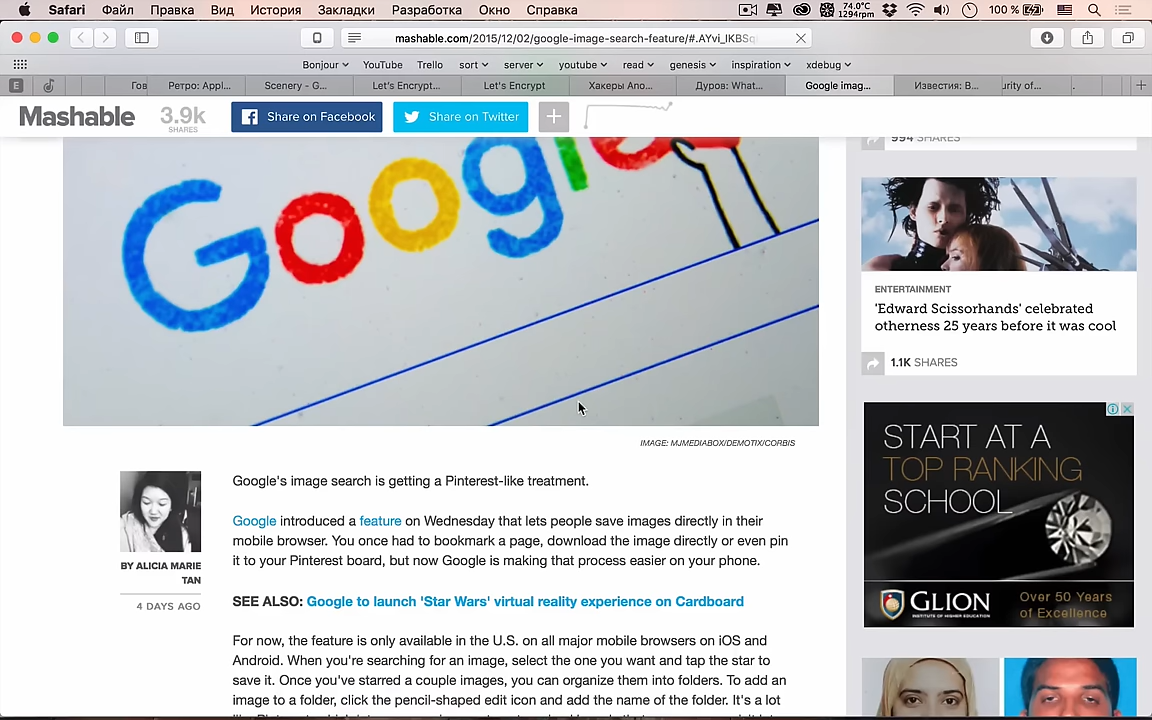 Safari Файл Правка Вид История Закладки Разработка Окно Справка 74.0°C 1294rpm 100 %
mashable.com/2015/12/02/google-image-search-feature/#.AYvi_IKBSq
Bonjour YouTube Trello sort server youtube read genesis inspiration xdebug
E Гов Ретро: Appl... Scenery - G... Let's Encrypt... Let's Encrypt Хакеры Апо... Дуров: What... Google imag... Известия: В... urity of...
Mashable 3.9k SHARES Share on Facebook Share on Twitter
994 SHARES
Google
ENTERTAINMENT
'Edward Scissorhands' celebrated
otherness 25 years before it was cool
1.1K SHARES
START AT A
TOP RANKING
SCHOOL
GLION
INSTITUTE OF HIGHER EDUCATION
Over 50 Years
of Excellence
IMAGE: MJMEDIABOX/DEMOTIX/CORBIS
BY ALICIA MARIE
TAN
4 DAYS AGO
Google's image search is getting a Pinterest-like treatment.
Google introduced a feature on Wednesday that lets people save images directly in their
mobile browser. You once had to bookmark a page, download the image directly or even pin
it to your Pinterest board, but now Google is making that process easier on your phone.
SEE ALSO: Google to launch 'Star Wars' virtual reality experience on Cardboard
For now, the feature is only available in the U.S. on all major mobile browsers on iOS and
Android. When you're searching for an image, select the one you want and tap the star to
save it. Once you've starred a couple images, you can organize them into folders. To add an
image to a folder, click the pencil-shaped edit icon and add the name of the folder. It's a lot